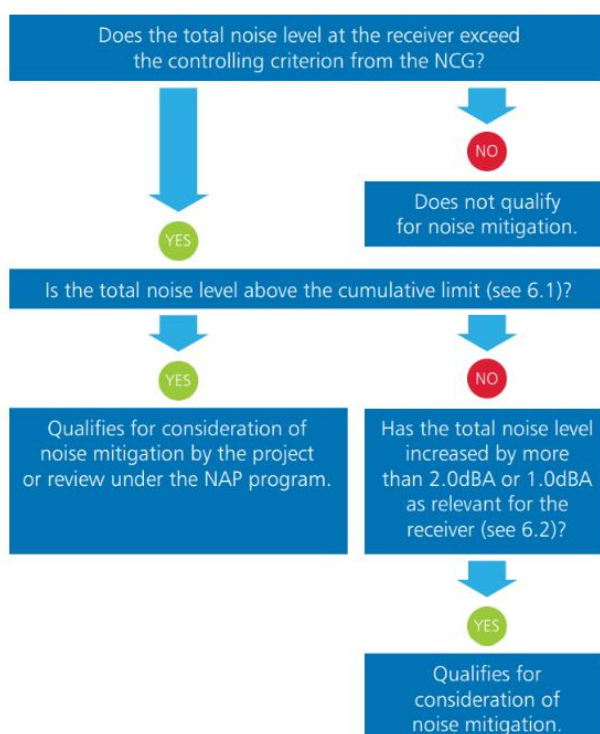 Does the total noise level at the receiver exceed
the controlling criterion from the NCG?
NO
Does not qualify
for noise mitigation.
YES
Is the total noise level above the cumulative limit (see 6.1)?
YES
NO
Qualifies for consideration of
noise mitigation by the project
or review under the NAP program.
Has the total noise level
increased by more
than 2.0dBA or 1.0dBA
as relevant for the
receiver (see 6.2)?
YES
Qualifies for
consideration of
noise mitigation.